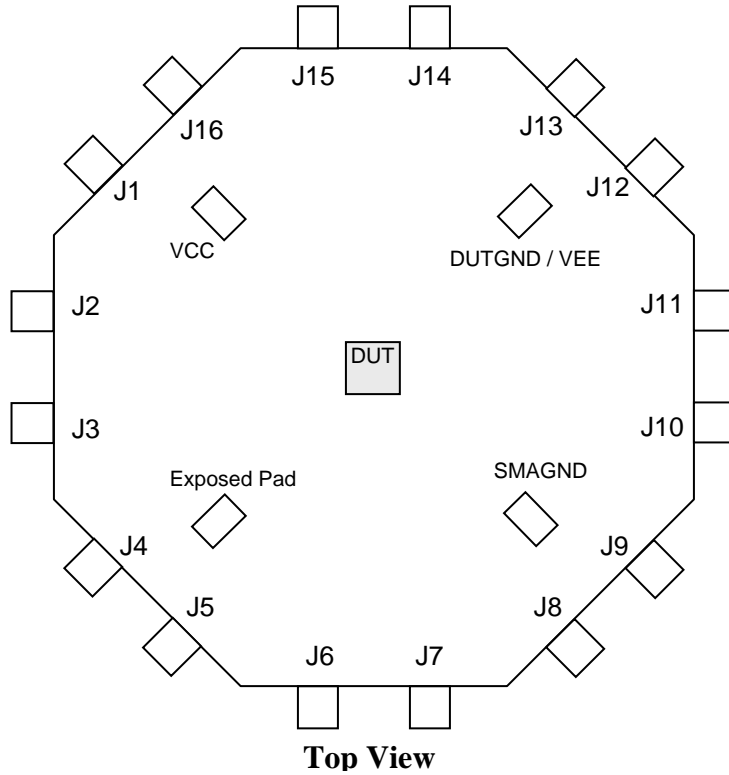 J15
J14
J16
J13
J1
J12
VCC
DUTGND / VEE
J2
J11
DUT
J3
J10
Exposed Pad
SMAGND
J4
J9
J5
J8
J6
J7
Top View